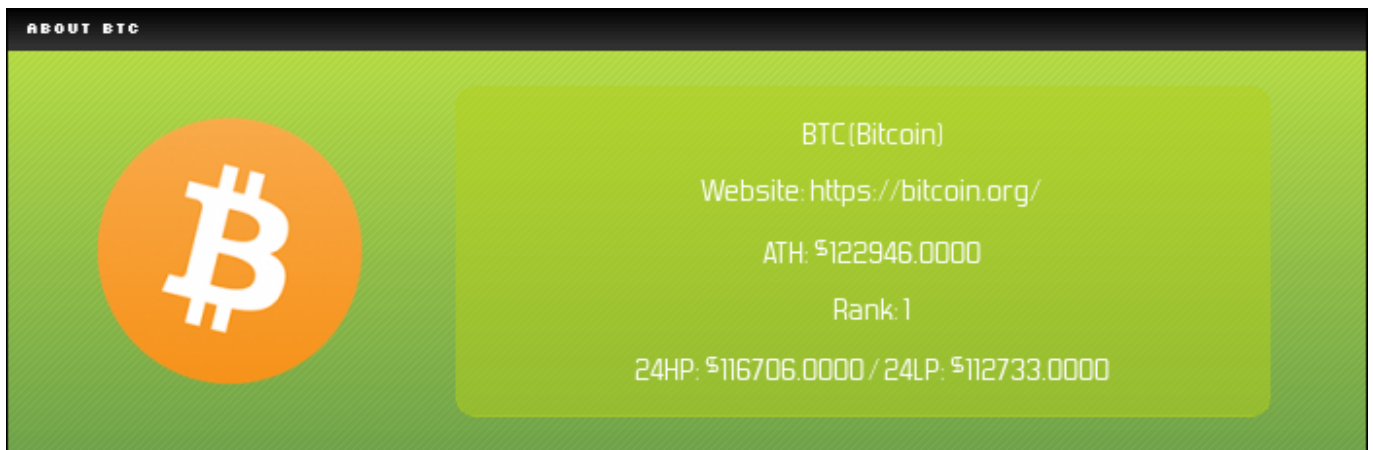 ABOUT BTC
BTC (Bitcoin)
Website: https://bitcoin.org/
ATH: $122946.0000
Rank: 1
24HP: $116706.0000 / 24LP: $112733.0000